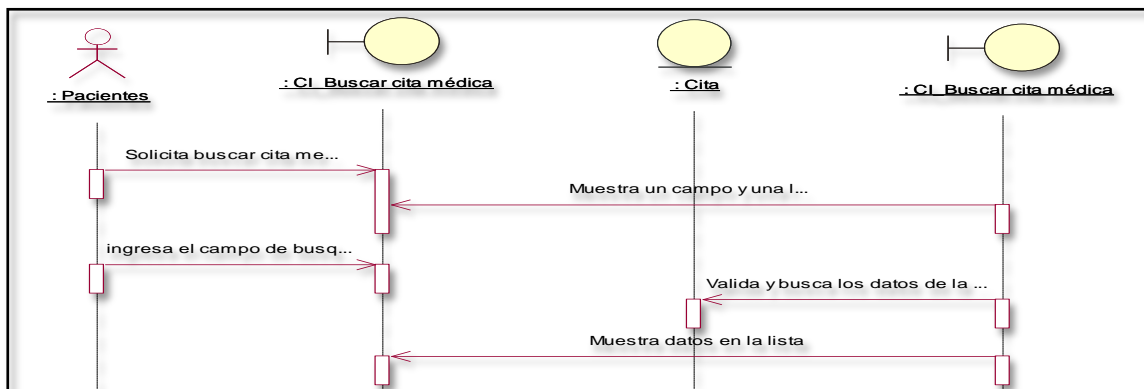 : Pacientes
: CI_Buscar cita médica
: Cita
: CI_Buscar cita médica
Solicita buscar cita me...
Muestra un campo y una l...
ingresa el campo de busq...
Valida y busca los datos de la ...
Muestra datos en la lista